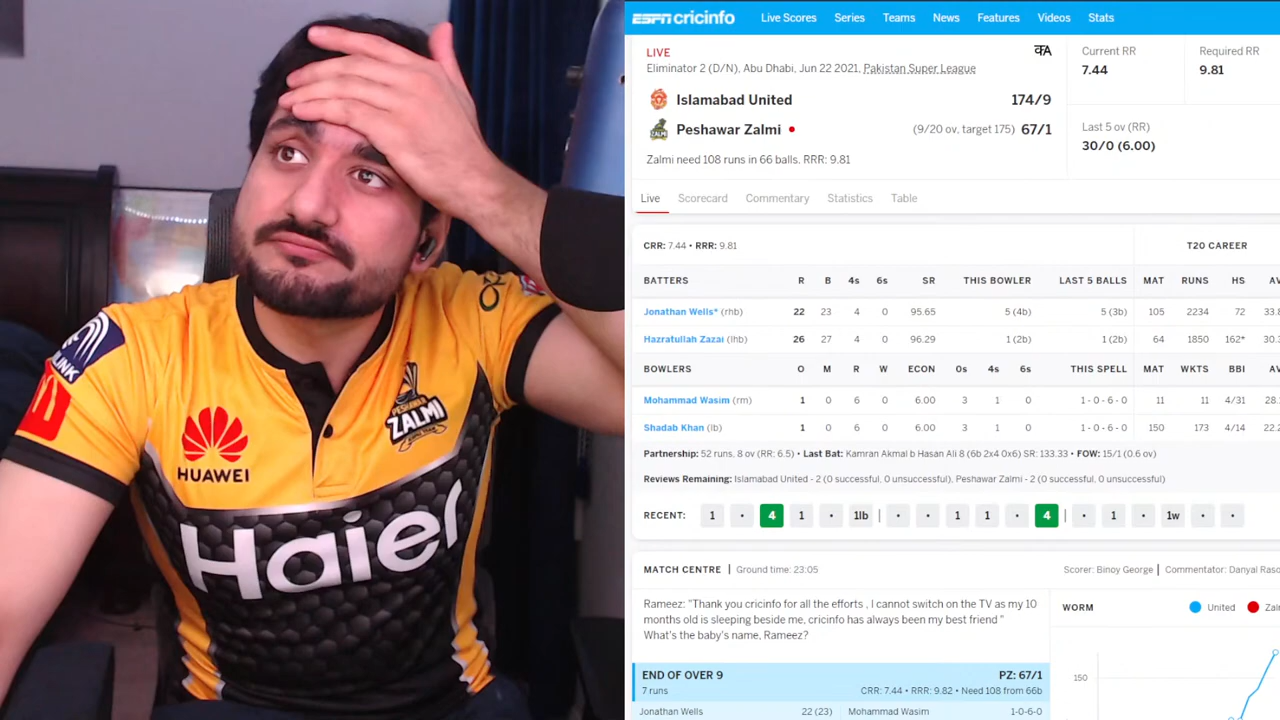 LINK
HUAWEI
Haier
PESHAWAR
ZALMI
ESPN cricinfo
Live Scores Series Teams News Features Videos Stats
LIVE
Eliminator 2 (D/N), Abu Dhabi, Jun 22 2021, Pakistan Super League
Islamabad United 174/9
Peshawar Zalmi (9/20 ov, target 175) 67/1
Zalmi need 108 runs in 66 balls. RRR: 9.81
Current RR
7.44
Required RR
9.81
Last 5 ov (RR)
30/0 (6.00)
Live Scorecard Commentary Statistics Table
CRR: 7.44 • RRR: 9.81 T20 CAREER
BATTERS R B 4s 6s SR THIS BOWLER LAST 5 BALLS MAT RUNS HS
Jonathan Wells* (rhb) 22 23 4 0 95.65 5 (4b) 5 (3b) 105 2234 72
Hazratullah Zazai (lhb) 26 27 4 0 96.29 1 (2b) 1 (2b) 64 1850 162*
BOWLERS O M R W ECON 0s 4s 6s THIS SPELL MAT WKTS BBI
Mohammad Wasim (rm) 1 0 6 0 6.00 3 1 0 1 - 0 - 6 - 0 11 11 4/31
Shadab Khan (lb) 1 0 6 0 6.00 3 1 0 1 - 0 - 6 - 0 150 173 4/14
Partnership: 52 runs, 8 ov (RR: 6.5) • Last Bat: Kamran Akmal b Hasan Ali 8 (6b 2x4 0x6) SR: 133.33 • FOW: 15/1 (0.6 ov)
Reviews Remaining: Islamabad United - 2 (0 successful, 0 unsuccessful), Peshawar Zalmi - 2 (0 successful, 0 unsuccessful)
RECENT: 1 • 4 1 • 1lb | • • 1 1 • 4 | • 1 • 1w • •
MATCH CENTRE | Ground time: 23:05 Scorer: Binoy George | Commentator: Danyal
Rameez: "Thank you cricinfo for all the efforts , I cannot switch on the TV as my 10
months old is sleeping beside me, cricinfo has always been my best friend "
What's the baby's name, Rameez?
WORM United
150
END OF OVER 9 PZ: 67/1
7 runs CRR: 7.44 • RRR: 9.82 • Need 108 from 66b
Jonathan Wells 22 (23) Mohammad Wasim 1-0-6-0